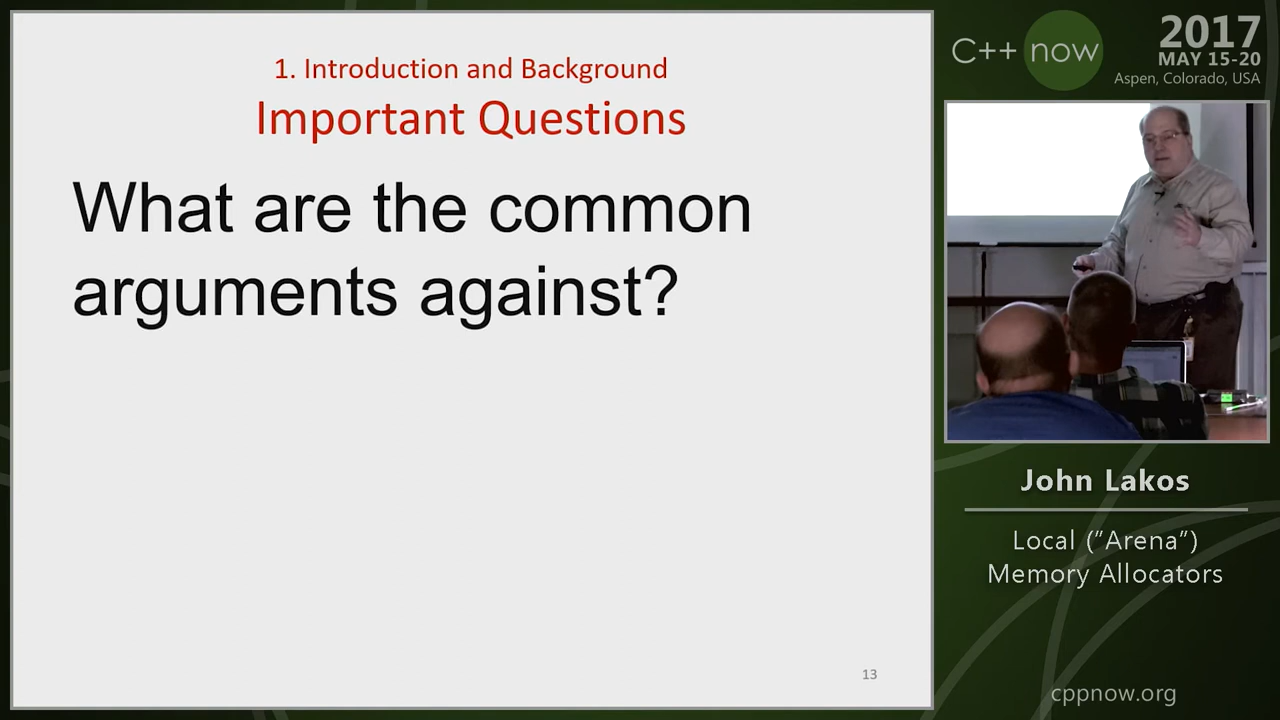 1. Introduction and Background
Important Questions
What are the common
arguments against?
13
C++ now
2017
MAY 15-20
Aspen, Colorado, USA
John Lakos
Local ("Arena")
Memory Allocators
cppnow.org